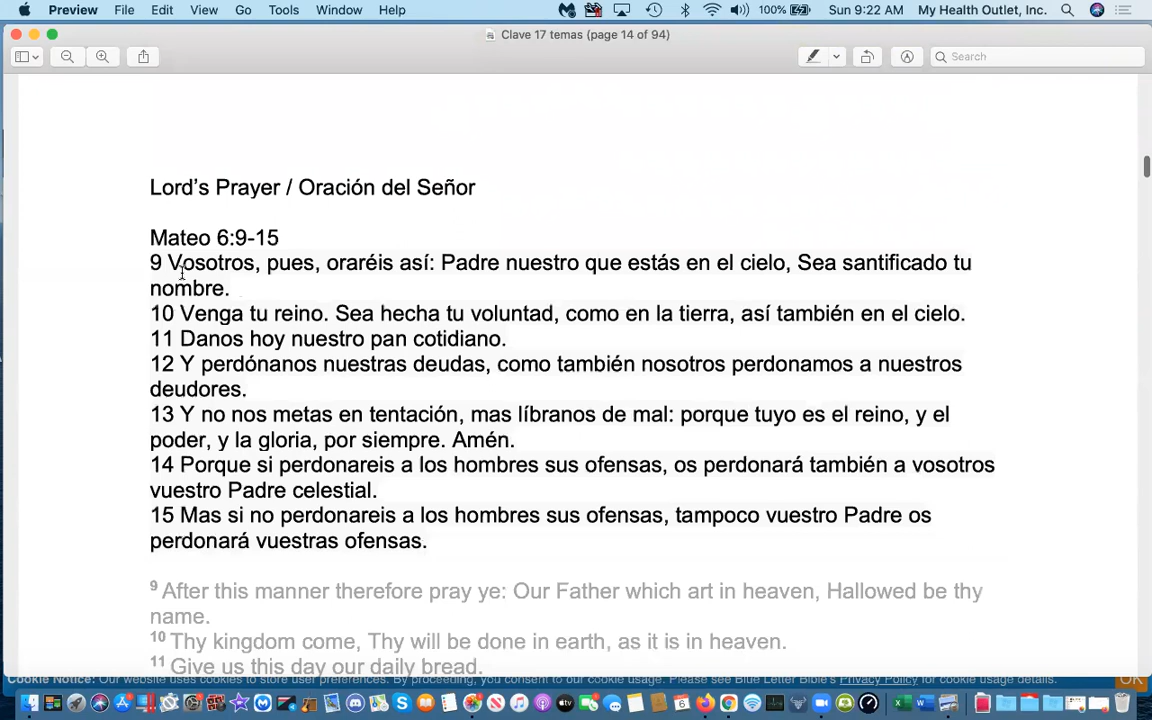 Preview File Edit View Go Tools Window Help 100% Sun 9:22 AM My Health Outlet, Inc.
Clave 17 temas (page 14 of 94)
Search
Lord's Prayer / Oración del Señor
Mateo 6:9-15
9 Vosotros, pues, oraréis así: Padre nuestro que estás en el cielo, Sea santificado tu
nombre.
10 Venga tu reino. Sea hecha tu voluntad, como en la tierra, así también en el cielo.
11 Danos hoy nuestro pan cotidiano.
12 Y perdónanos nuestras deudas, como también nosotros perdonamos a nuestros
deudores.
13 Y no nos metas en tentación, mas líbranos de mal: porque tuyo es el reino, y el
poder, y la gloria, por siempre. Amén.
14 Porque si perdonareis a los hombres sus ofensas, os perdonará también a vosotros
vuestro Padre celestial.
15 Mas si no perdonareis a los hombres sus ofensas, tampoco vuestro Padre os
perdonará vuestras ofensas.
9 After this manner therefore pray ye: Our Father which art in heaven, Hallowed be thy
name.
10 Thy kingdom come, Thy will be done in earth, as it is in heaven.
11 Give us this day our daily bread.
Cookie Notice: Our website uses cookies to store user preferences. By proceeding, you consent to our cookie usage. Please see Blue Letter Bible's Privacy Policy for cookie usage details.
OK